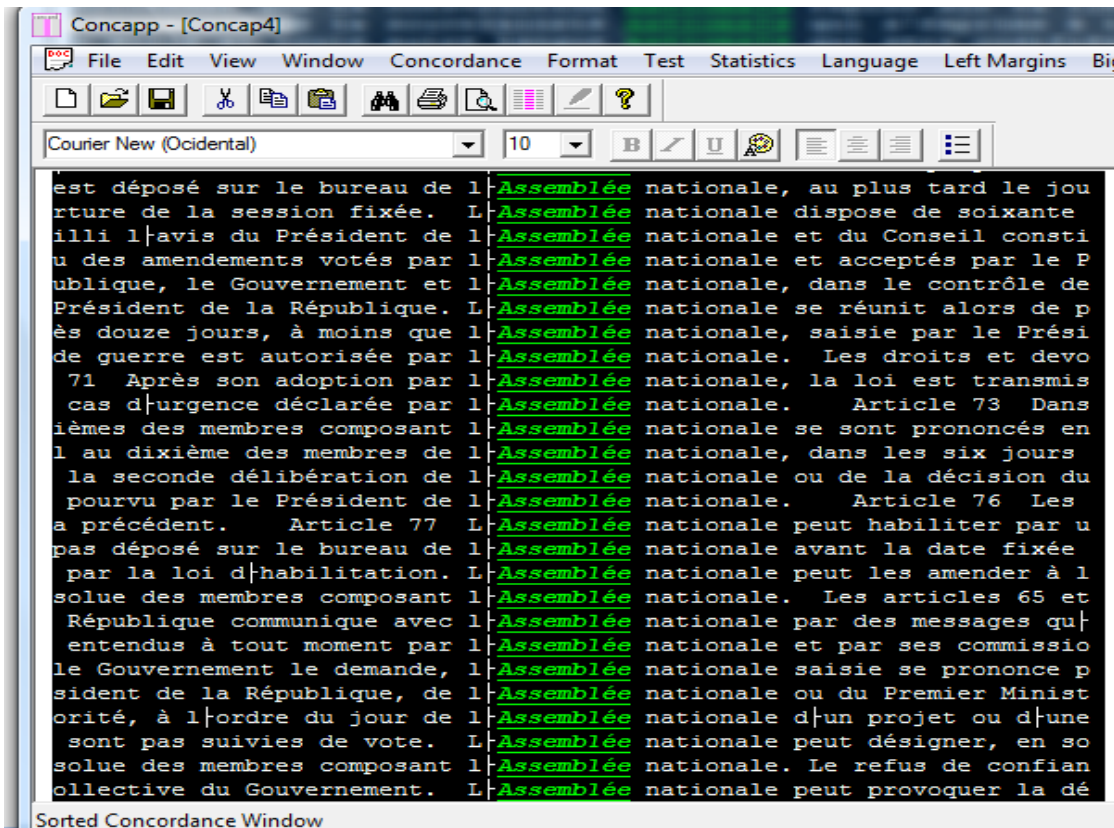 Concapp - [Concap4]
File Edit View Window Concordance Format Test Statistics Language Left Margins Bi
Courier New (Ocidental) 10 B I U
est déposé sur le bureau de l├Assemblée nationale, au plus tard le jou
rture de la session fixée.  L├Assemblée nationale dispose de soixante
illi l├avis du Président de l├Assemblée nationale et du Conseil consti
u des amendements votés par l├Assemblée nationale et acceptés par le P
ublique, le Gouvernement et l├Assemblée nationale, dans le contrôle de
Président de la République. L├Assemblée nationale se réunit alors de p
ès douze jours, à moins que l├Assemblée nationale, saisie par le Prési
de guerre est autorisée par l├Assemblée nationale.  Les droits et devo
71  Après son adoption par l├Assemblée nationale, la loi est transmis
cas d├urgence déclarée par l├Assemblée nationale.    Article 73  Dans
ièmes des membres composant l├Assemblée nationale se sont prononcés en
l au dixième des membres de l├Assemblée nationale, dans les six jours
la seconde délibération de l├Assemblée nationale ou de la décision du
pourvu par le Président de l├Assemblée nationale.    Article 76  Les
a précédent.    Article 77  L├Assemblée nationale peut habiliter par u
pas déposé sur le bureau de l├Assemblée nationale avant la date fixée
par la loi d├habilitation. L├Assemblée nationale peut les amender à l
solue des membres composant l├Assemblée nationale.  Les articles 65 et
République communique avec l├Assemblée nationale par des messages qu├
entendus à tout moment par l├Assemblée nationale et par ses commissio
le Gouvernement le demande, l├Assemblée nationale saisie se prononce p
sident de la République, de l├Assemblée nationale ou du Premier Minist
orité, à l├ordre du jour de l├Assemblée nationale d├un projet ou d├une
sont pas suivies de vote.  L├Assemblée nationale peut désigner, en so
solue des membres composant l├Assemblée nationale. Le refus de confian
ollective du Gouvernement.  L├Assemblée nationale peut provoquer la dé
Sorted Concordance Window